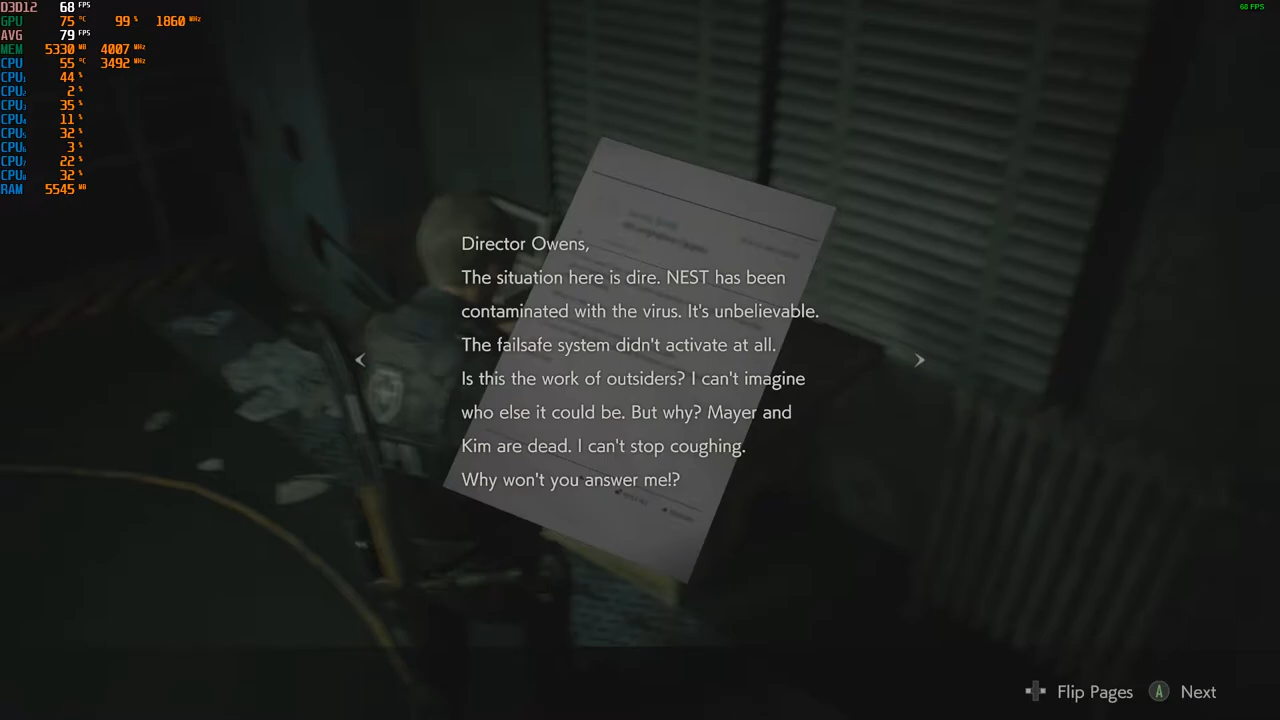 D3D12 68 FPS
GPU 75 °C 99 % 1860 MHz
AVG 79 FPS
MEM 5330 MB 4007 MHz
CPU 55 °C 3492 MHz
CPU1 44 %
CPU2 2 %
CPU3 35 %
CPU4 11 %
CPU5 32 %
CPU6 3 %
CPU7 22 %
CPU8 32 %
RAM 5545 MB
68 FPS
Director Owens,
The situation here is dire. NEST has been
contaminated with the virus. It's unbelievable.
The failsafe system didn't activate at all.
Is this the work of outsiders? I can't imagine
who else it could be. But why? Mayer and
Kim are dead. I can't stop coughing.
Why won't you answer me!?
Flip Pages A Next